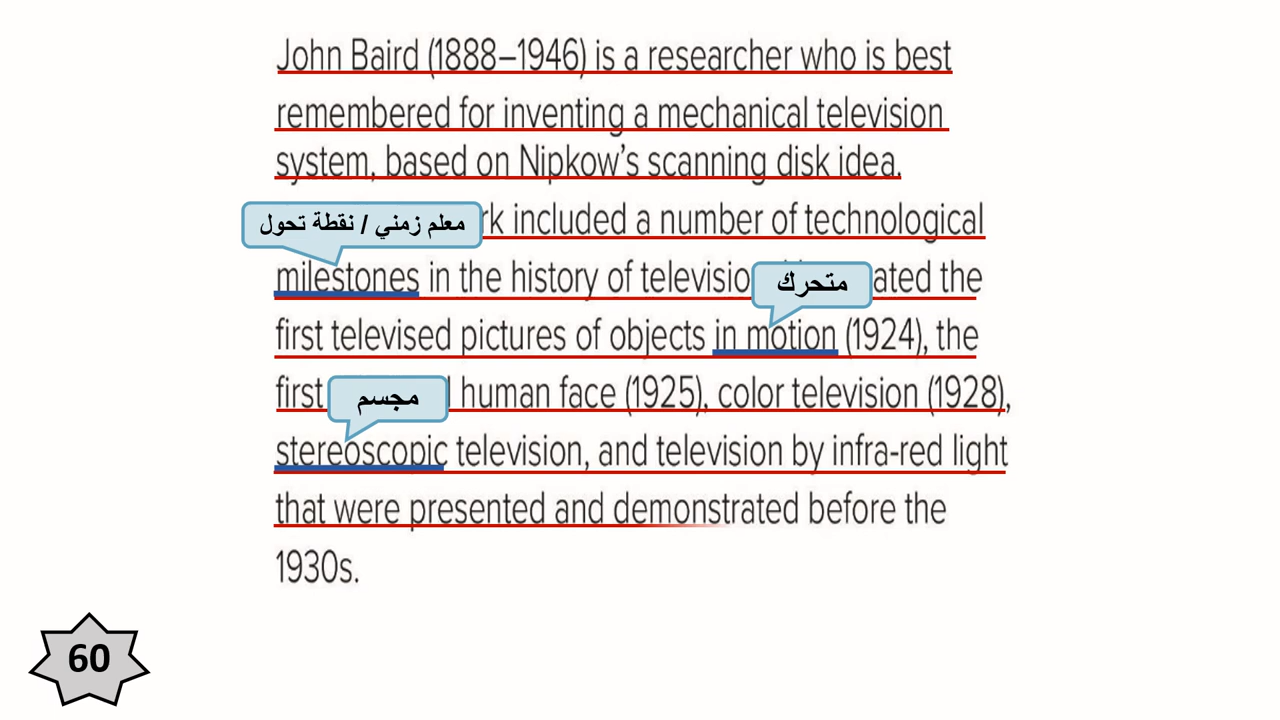 John Baird (1888–1946) is a researcher who is best
remembered for inventing a mechanical television
system, based on Nipkow's scanning disk idea.
معلم زمني / نقطة تحول
included a number of technological
milestones in the history of
متحرك
the
first televised pictures of objects in motion (1924), the
first
مجسم
human face (1925), color television (1928),
stereoscopic television, and television by infra-red light
that were presented and demonstrated before the
1930s.
60